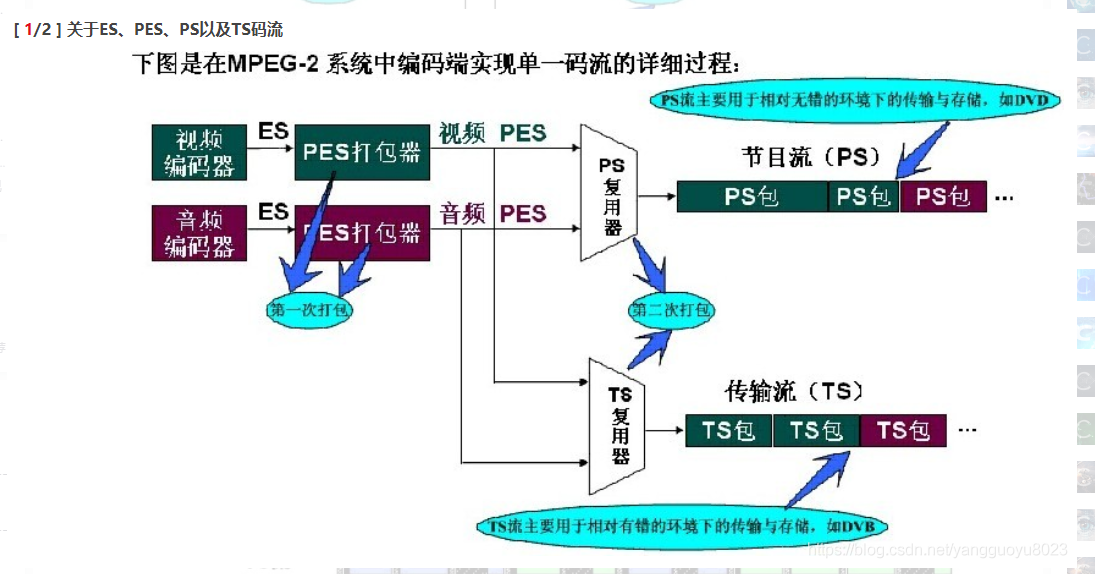 [ 1/2 ] 关于ES、PES、PS以及TS码流
下图是在MPEG-2 系统中编码端实现单一码流的详细过程：
PS流主要用于相对无错的环境下的传输与存储，如DVD
视频
编码器
ES
PES打包器
视频 PES
PS
复
用
器
节目流（PS）
PS包
PS包
PS包
...
音频
编码器
ES
PES打包器
音频 PES
第一次打包
第二次打包
TS
复
用
器
传输流（TS）
TS包
TS包
TS包
...
TS流主要用于相对有错的环境下的传输与存储，如DVB
https://blog.csdn.net/yangguoyu8023